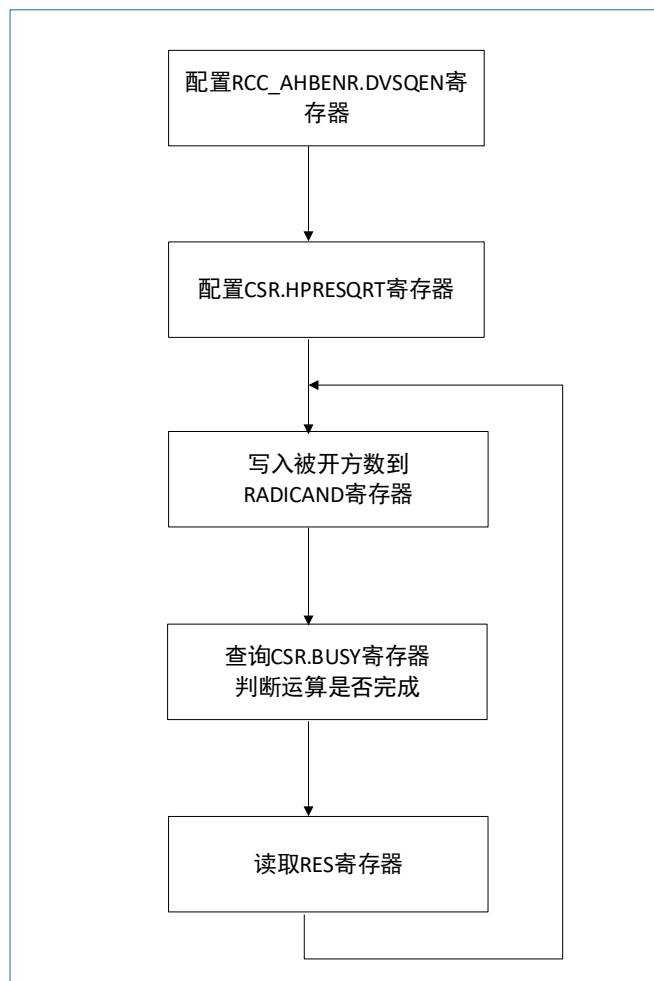 配置RCC_AHBENR.DVSQEN寄
存器
配置CSR.HPRESQRT寄存器
写入被开方数到
RADICAND寄存器
查询CSR.BUSY寄存器
判断运算是否完成
读取RES寄存器